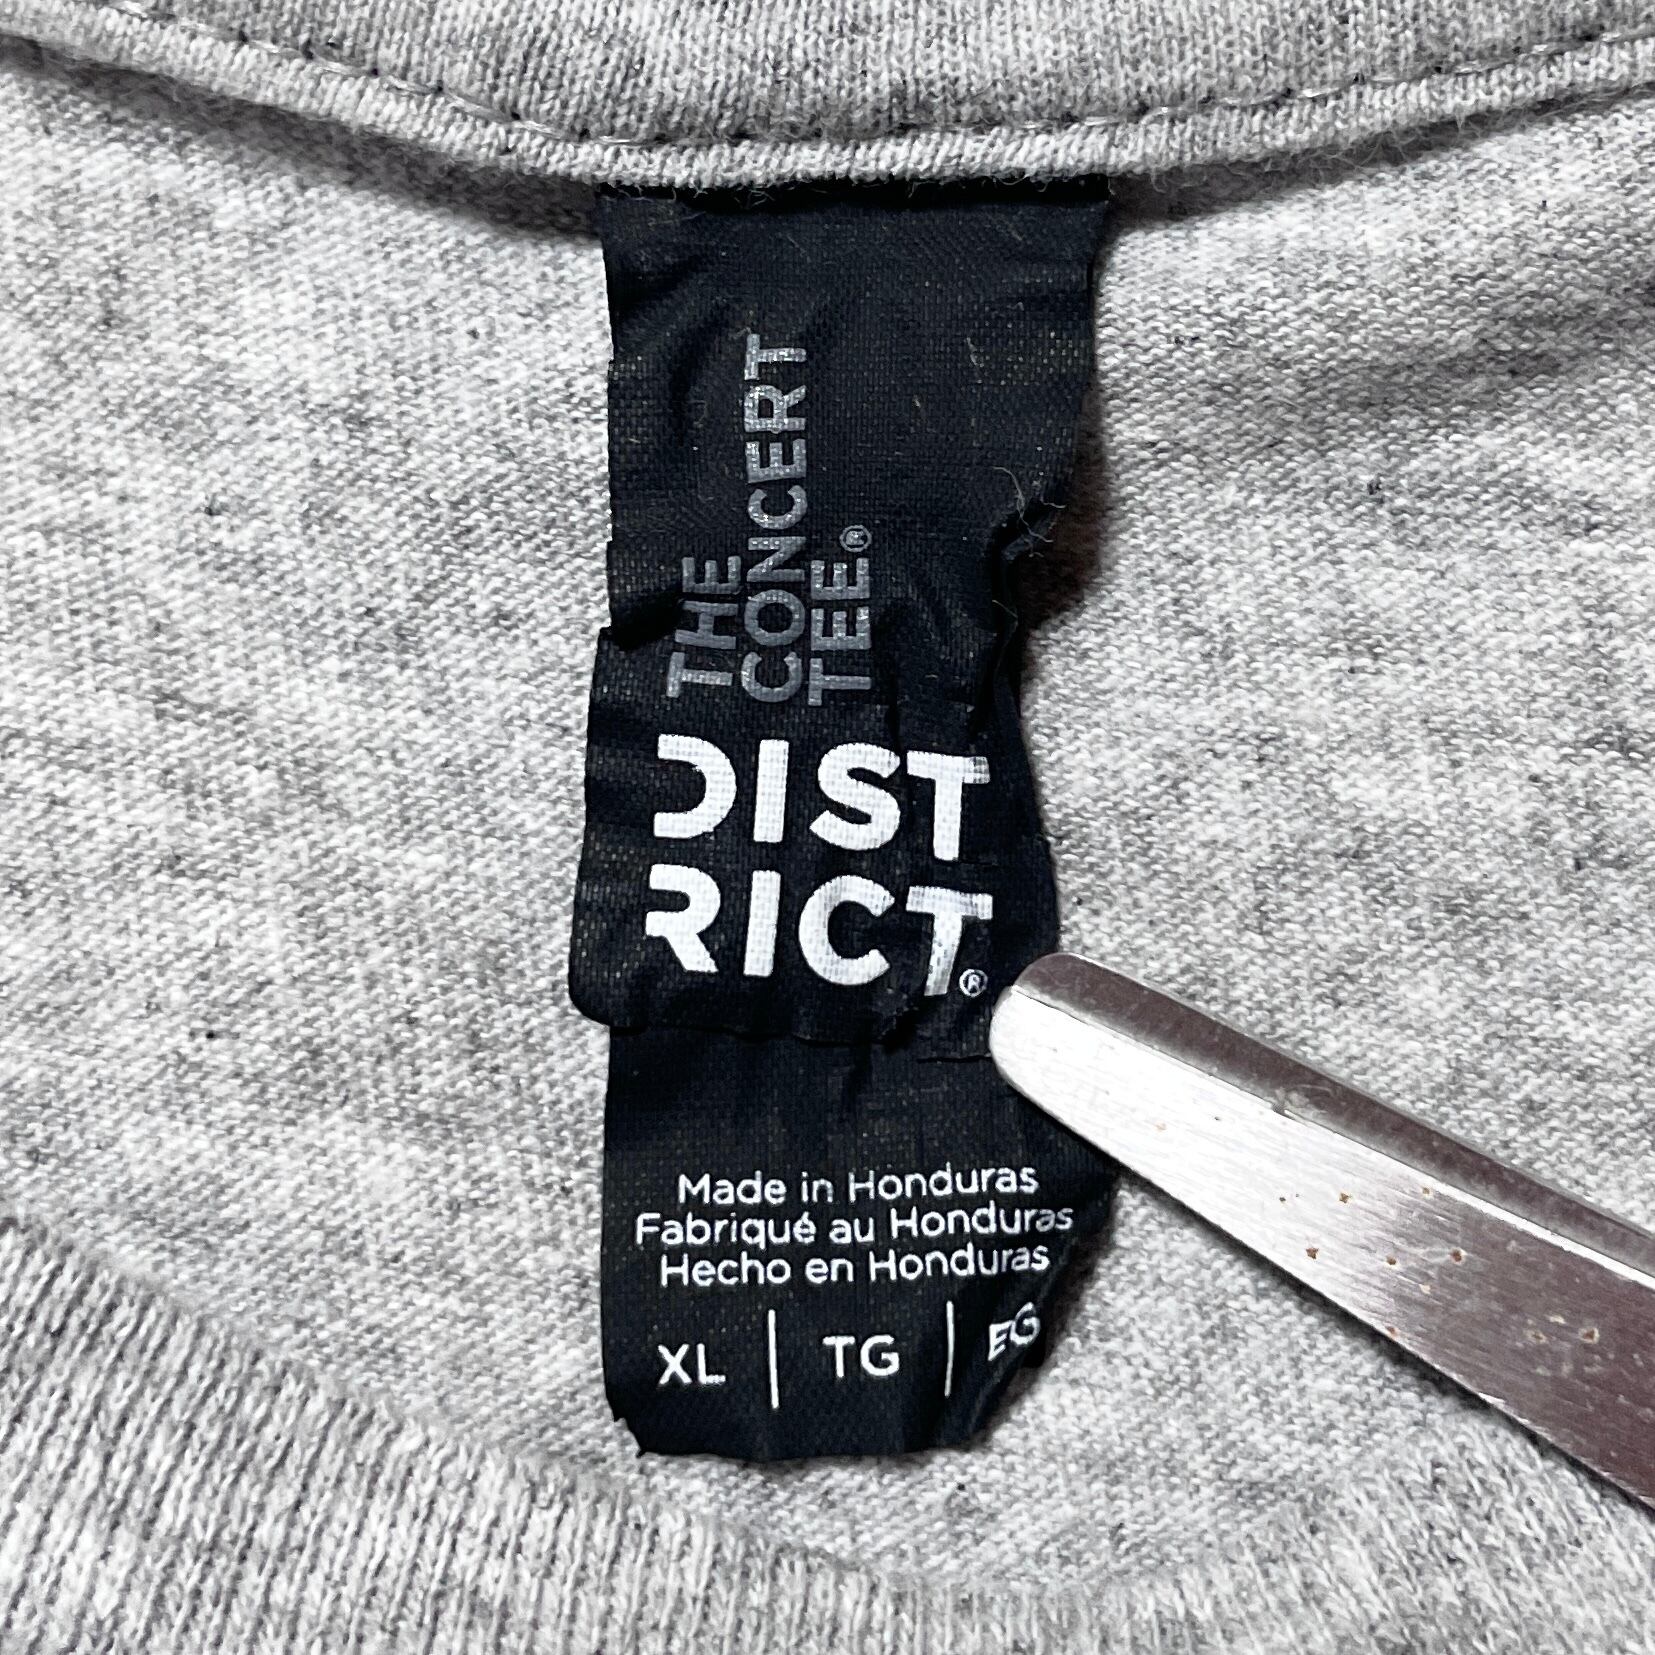 THE
CONCERT
TEE.®
DIST
RICT®
Made in Honduras
Fabriqué au Honduras
Hecho en Honduras
XL | TG | EG